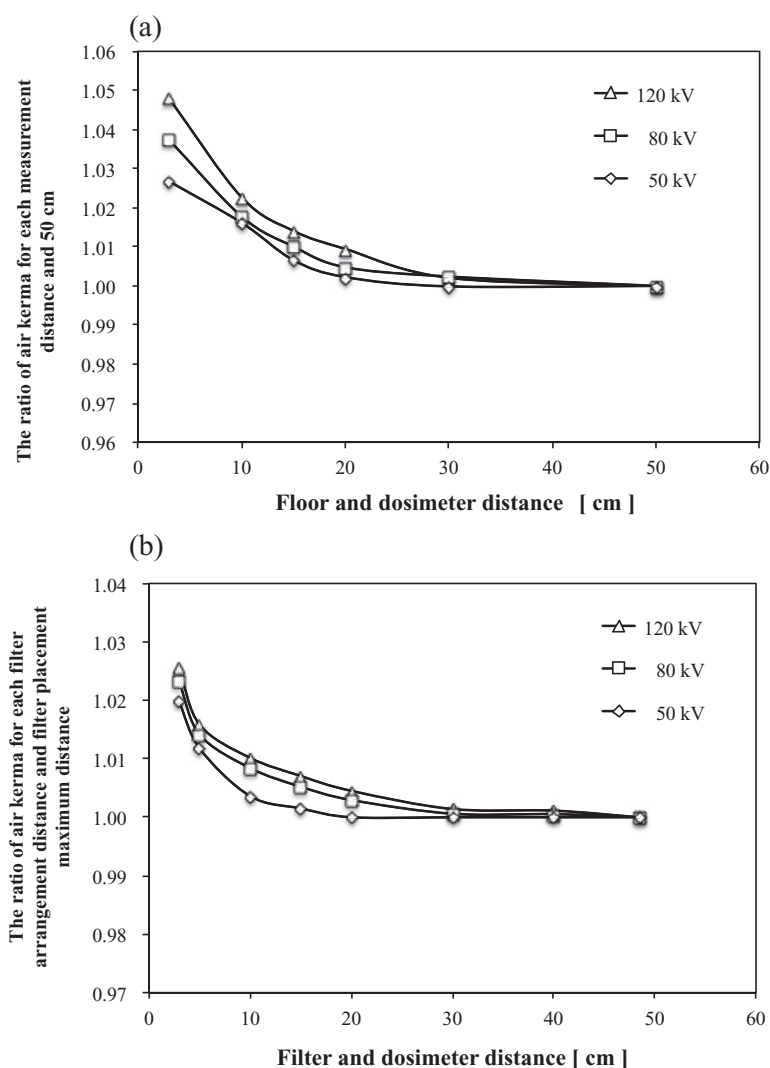 (a)
1.06
1.05
1.04
1.03
1.02
1.01
1.00
0.99
0.98
0.97
0.96
The ratio of air kerma for each measurement
distance and 50 cm
120 kV
80 kV
50 kV
0 10 20 30 40 50 60
Floor and dosimeter distance [ cm ]
(b)
1.04
1.03
1.02
1.01
1.00
0.99
0.98
0.97
The ratio of air kerma for each filter
arrangement distance and filter placement
maximum distance
120 kV
80 kV
50 kV
0 10 20 30 40 50 60
Filter and dosimeter distance [ cm ]